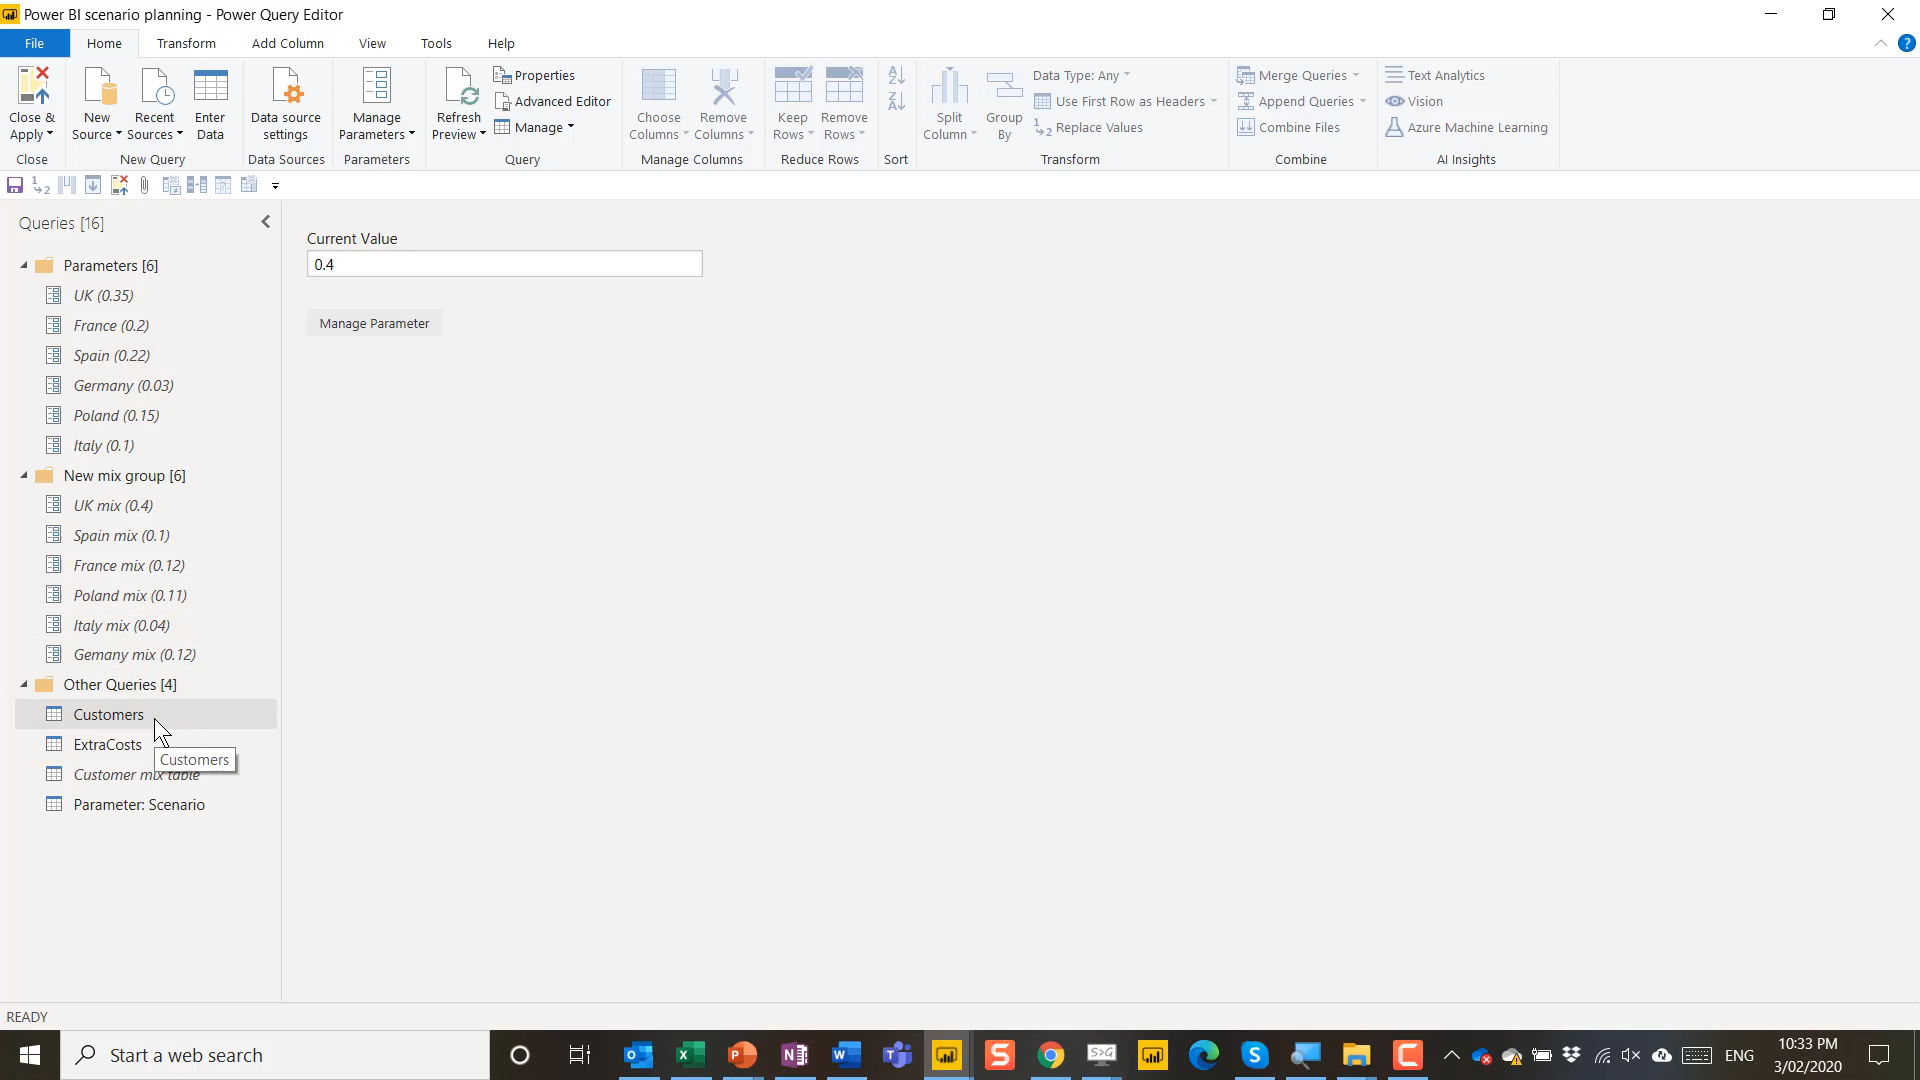 Power BI scenario planning - Power Query Editor
File Home Transform Add Column View Tools Help
Close & Apply
New Source
Recent Sources
Enter Data
Data source settings
Manage Parameters
Refresh Preview
Properties
Advanced Editor
Manage
Choose Columns
Remove Columns
Keep Rows
Remove Rows
Split Column
Group By
Data Type: Any
Use First Row as Headers
Replace Values
Merge Queries
Append Queries
Combine Files
Text Analytics
Vision
Azure Machine Learning
Close New Query Data Sources Parameters Query Manage Columns Reduce Rows Sort Transform Combine AI Insights
Queries [16]
Parameters [6]
UK (0.35)
France (0.2)
Spain (0.22)
Germany (0.03)
Poland (0.15)
Italy (0.1)
New mix group [6]
UK mix (0.4)
Spain mix (0.1)
France mix (0.12)
Poland mix (0.11)
Italy mix (0.04)
Gemany mix (0.12)
Other Queries [4]
Customers
ExtraCosts
Customers
Customer mix table
Parameter: Scenario
Current Value
0.4
Manage Parameter
READY
Start a web search
ENG
10:33 PM
3/02/2020